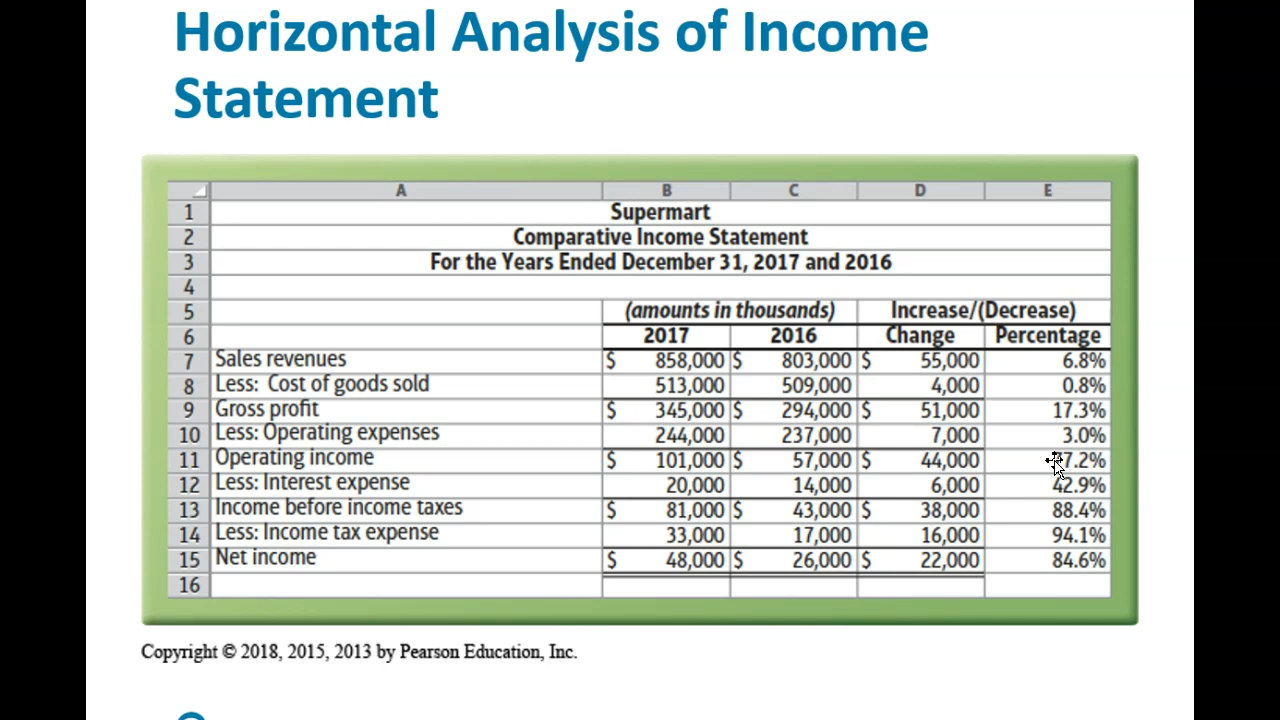 Horizontal Analysis of Income
Statement
A B C D E
1 Supermart
2 Comparative Income Statement
3 For the Years Ended December 31, 2017 and 2016
4
5 (amounts in thousands) Increase/(Decrease)
6 2017 2016 Change Percentage
7 Sales revenues $ 858,000 $ 803,000 $ 55,000 6.8%
8 Less: Cost of goods sold 513,000 509,000 4,000 0.8%
9 Gross profit $ 345,000 $ 294,000 $ 51,000 17.3%
10 Less: Operating expenses 244,000 237,000 7,000 3.0%
11 Operating income $ 101,000 $ 57,000 $ 44,000
12 Less: Interest expense 20,000 14,000 6,000 42.9%
13 Income before income taxes $ 81,000 $ 43,000 $ 38,000 88.4%
14 Less: Income tax expense 33,000 17,000 16,000 94.1%
15 Net income $ 48,000 $ 26,000 $ 22,000 84.6%
16
Copyright © 2018, 2015, 2013 by Pearson Education, Inc.